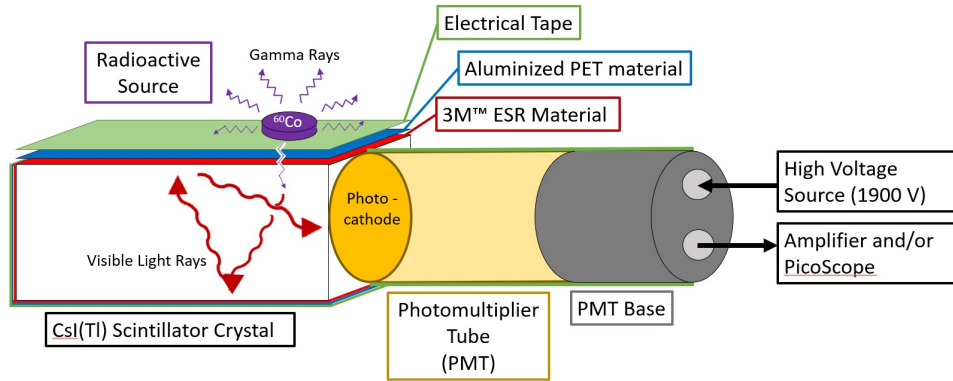 Electrical Tape
Gamma Rays
Radioactive
Source
Aluminized PET material
3M™ ESR Material
⁶⁰Co
High Voltage
Source (1900 V)
Photo -
cathode
Amplifier and/or
PicoScope
Visible Light Rays
CsI(Tl) Scintillator Crystal
Photomultiplier
Tube
(PMT)
PMT Base